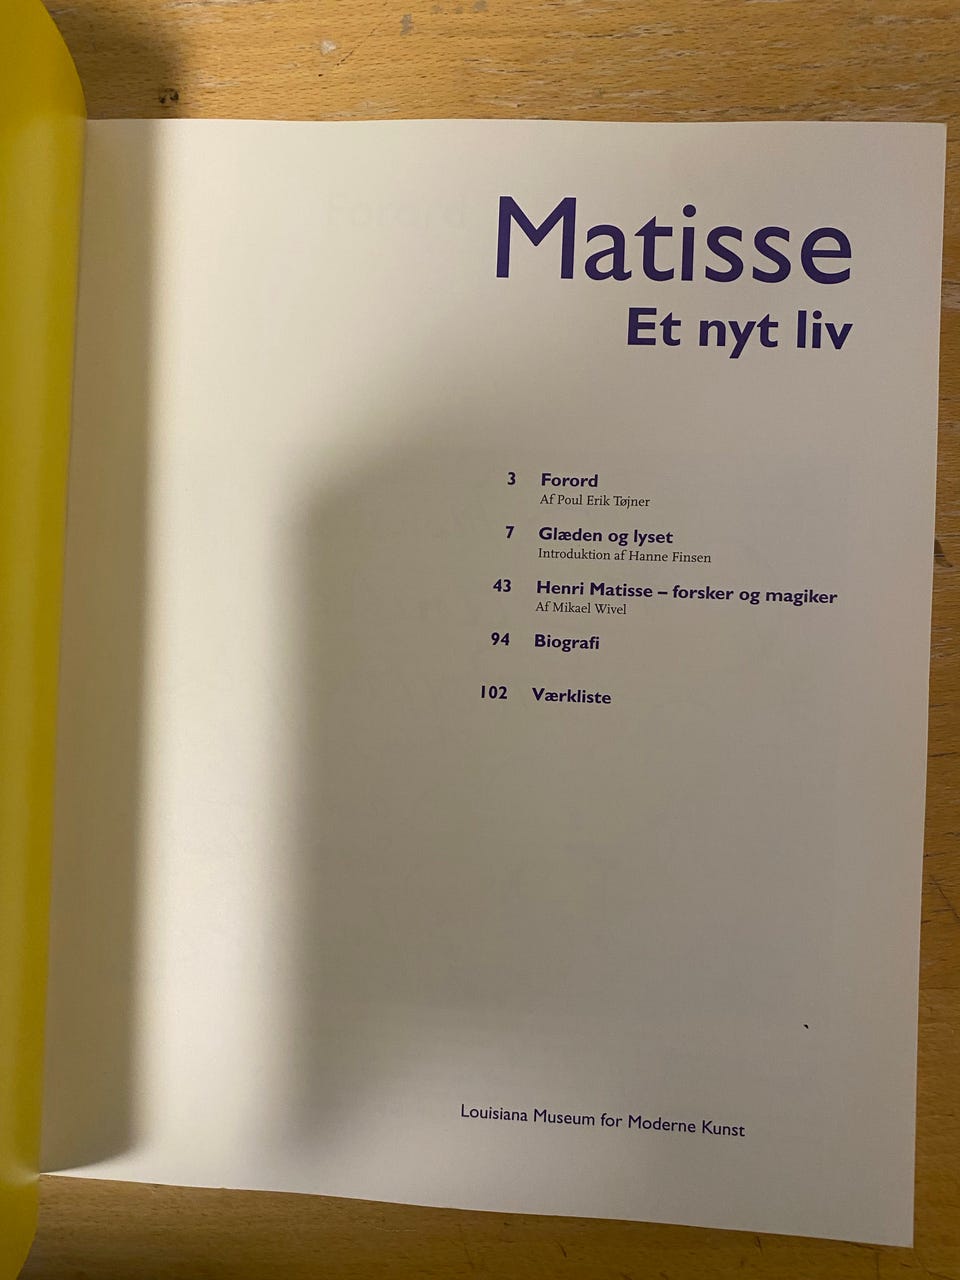 Matisse
Et nyt liv
3 Forord
Af Poul Erik Tøjner
7 Glæden og lyset
Introduktion af Hanne Finsen
43 Henri Matisse – forsker og magiker
Af Mikael Wivel
94 Biografi
102 Værkliste
Louisiana Museum for Moderne Kunst